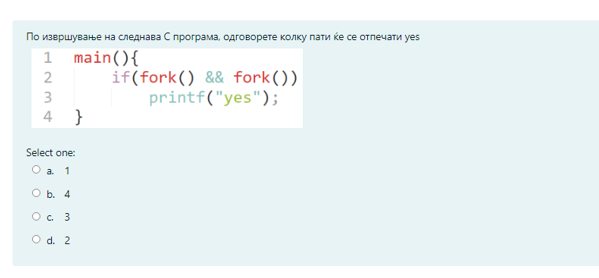 По извршување на следнава C програма, одговорете колку пати ќе се отпечати yes
1 main(){
2 if(fork() && fork())
3 printf("yes");
4 }
Select one:
a. 1
b. 4
c. 3
d. 2